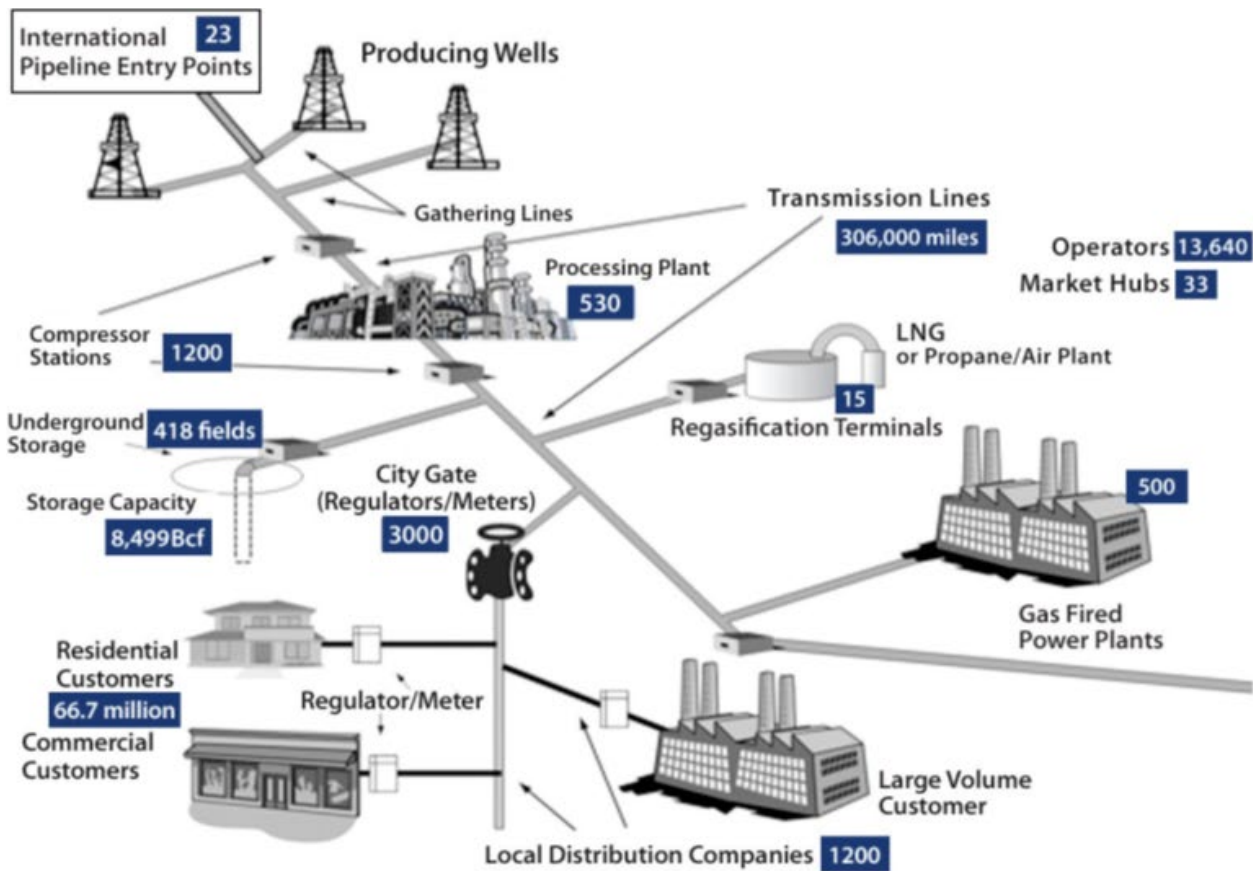 International 23
Pipeline Entry Points
Producing Wells
Gathering Lines
Transmission Lines
306,000 miles
Operators 13,640
Market Hubs 33
Processing Plant
530
Compressor
Stations 1200
LNG
or Propane/Air Plant
15
Regasification Terminals
Underground
Storage
418 fields
Storage Capacity
8,499Bcf
City Gate
(Regulators/Meters)
3000
500
Gas Fired
Power Plants
Residential
Customers
66.7 million
Regulator/Meter
Commercial
Customers
Large Volume
Customer
Local Distribution Companies 1200